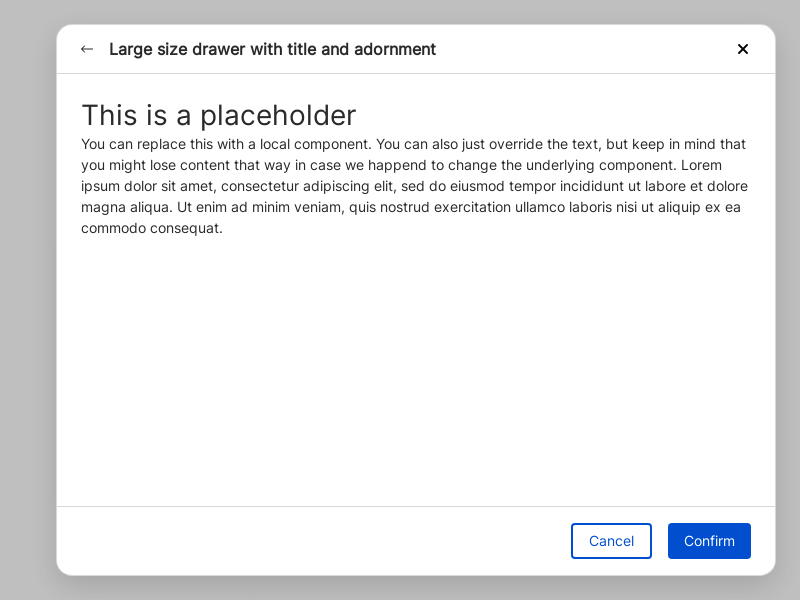 Large size drawer with title and adornment
This is a placeholder
You can replace this with a local component. You can also just override the text, but keep in mind that
you might lose content that way in case we happend to change the underlying component. Lorem
ipsum dolor sit amet, consectetur adipiscing elit, sed do eiusmod tempor incididunt ut labore et dolore
magna aliqua. Ut enim ad minim veniam, quis nostrud exercitation ullamco laboris nisi ut aliquip ex ea
commodo consequat.
Cancel
Confirm